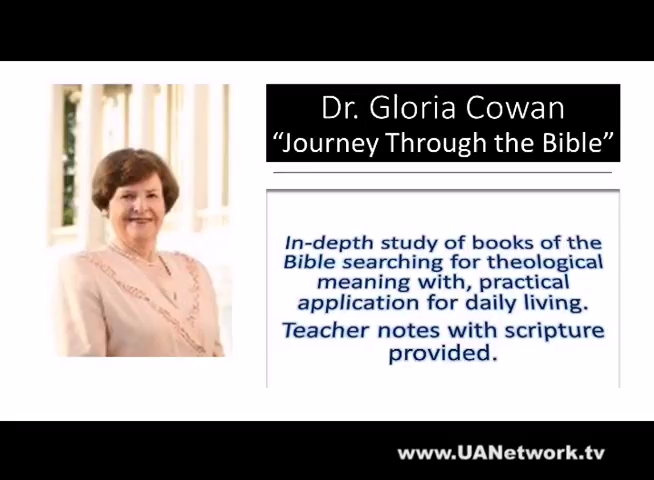 Dr. Gloria Cowan
“Journey Through the Bible”
In-depth study of books of the
Bible searching for theological
meaning with, practical
application for daily living.
Teacher notes with scripture
provided.
www.UANetwork.tv